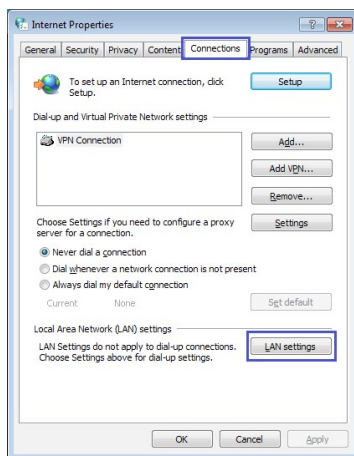 Internet Properties
General Security Privacy Content Connections Programs Advanced
To set up an Internet connection, click
Setup.
Setup
Dial-up and Virtual Private Network settings
VPN Connection
Add...
Add VPN...
Remove...
Choose Settings if you need to configure a proxy
server for a connection.
Settings
Never dial a connection
Dial whenever a network connection is not present
Always dial my default connection
Current None
Set default
Local Area Network (LAN) settings
LAN Settings do not apply to dial-up connections.
Choose Settings above for dial-up settings.
LAN settings
OK Cancel Apply